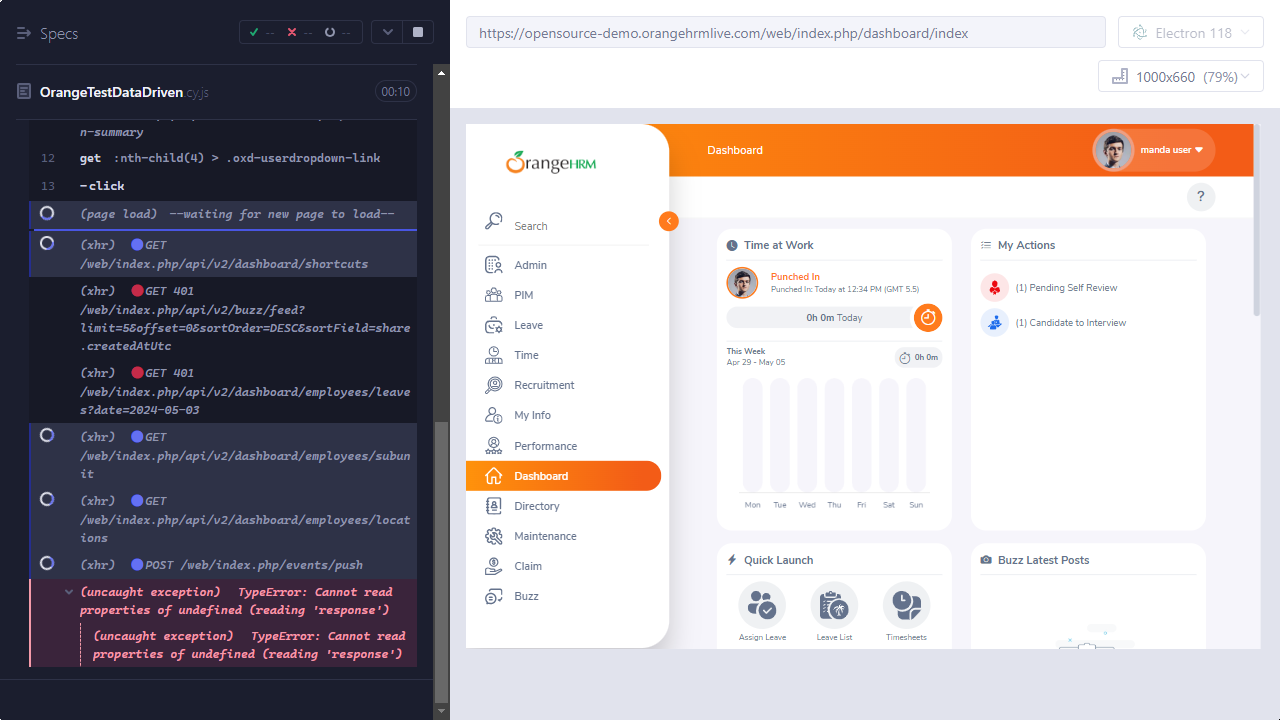 Specs
-- -- --
https://opensource-demo.orangehrmlive.com/web/index.php/dashboard/index
Electron 118
1000x660 (79%)
OrangeTestDataDriven.cy.js
00:10
n-summary
12 get :nth-child(4) > .oxd-userdropdown-link
13 -click
(page load) --waiting for new page to load--
(xhr) GET
/web/index.php/api/v2/dashboard/shortcuts
(xhr) GET 401
/web/index.php/api/v2/buzz/feed?
limit=5&offset=0&sortOrder=DESC&sortField=share
.createdAtUtc
(xhr) GET 401
/web/index.php/api/v2/dashboard/employees/leave
s?date=2024-05-03
(xhr) GET
/web/index.php/api/v2/dashboard/employees/subun
it
(xhr) GET
/web/index.php/api/v2/dashboard/employees/locat
ions
(xhr) POST /web/index.php/events/push
(uncaught exception) TypeError: Cannot read
properties of undefined (reading 'response')
(uncaught exception) TypeError: Cannot read
properties of undefined (reading 'response')
OrangeHRM
Search
Admin
PIM
Leave
Time
Recruitment
My Info
Performance
Dashboard
Directory
Maintenance
Claim
Buzz
Dashboard
manda user
?
Time at Work
Punched In
Punched In: Today at 12:34 PM (GMT 5.5)
0h 0m Today
This Week
Apr 29 - May 05
0h 0m
Mon Tue Wed Thu Fri Sat Sun
My Actions
(1) Pending Self Review
(1) Candidate to Interview
Quick Launch
Assign Leave Leave List Timesheets
Buzz Latest Posts